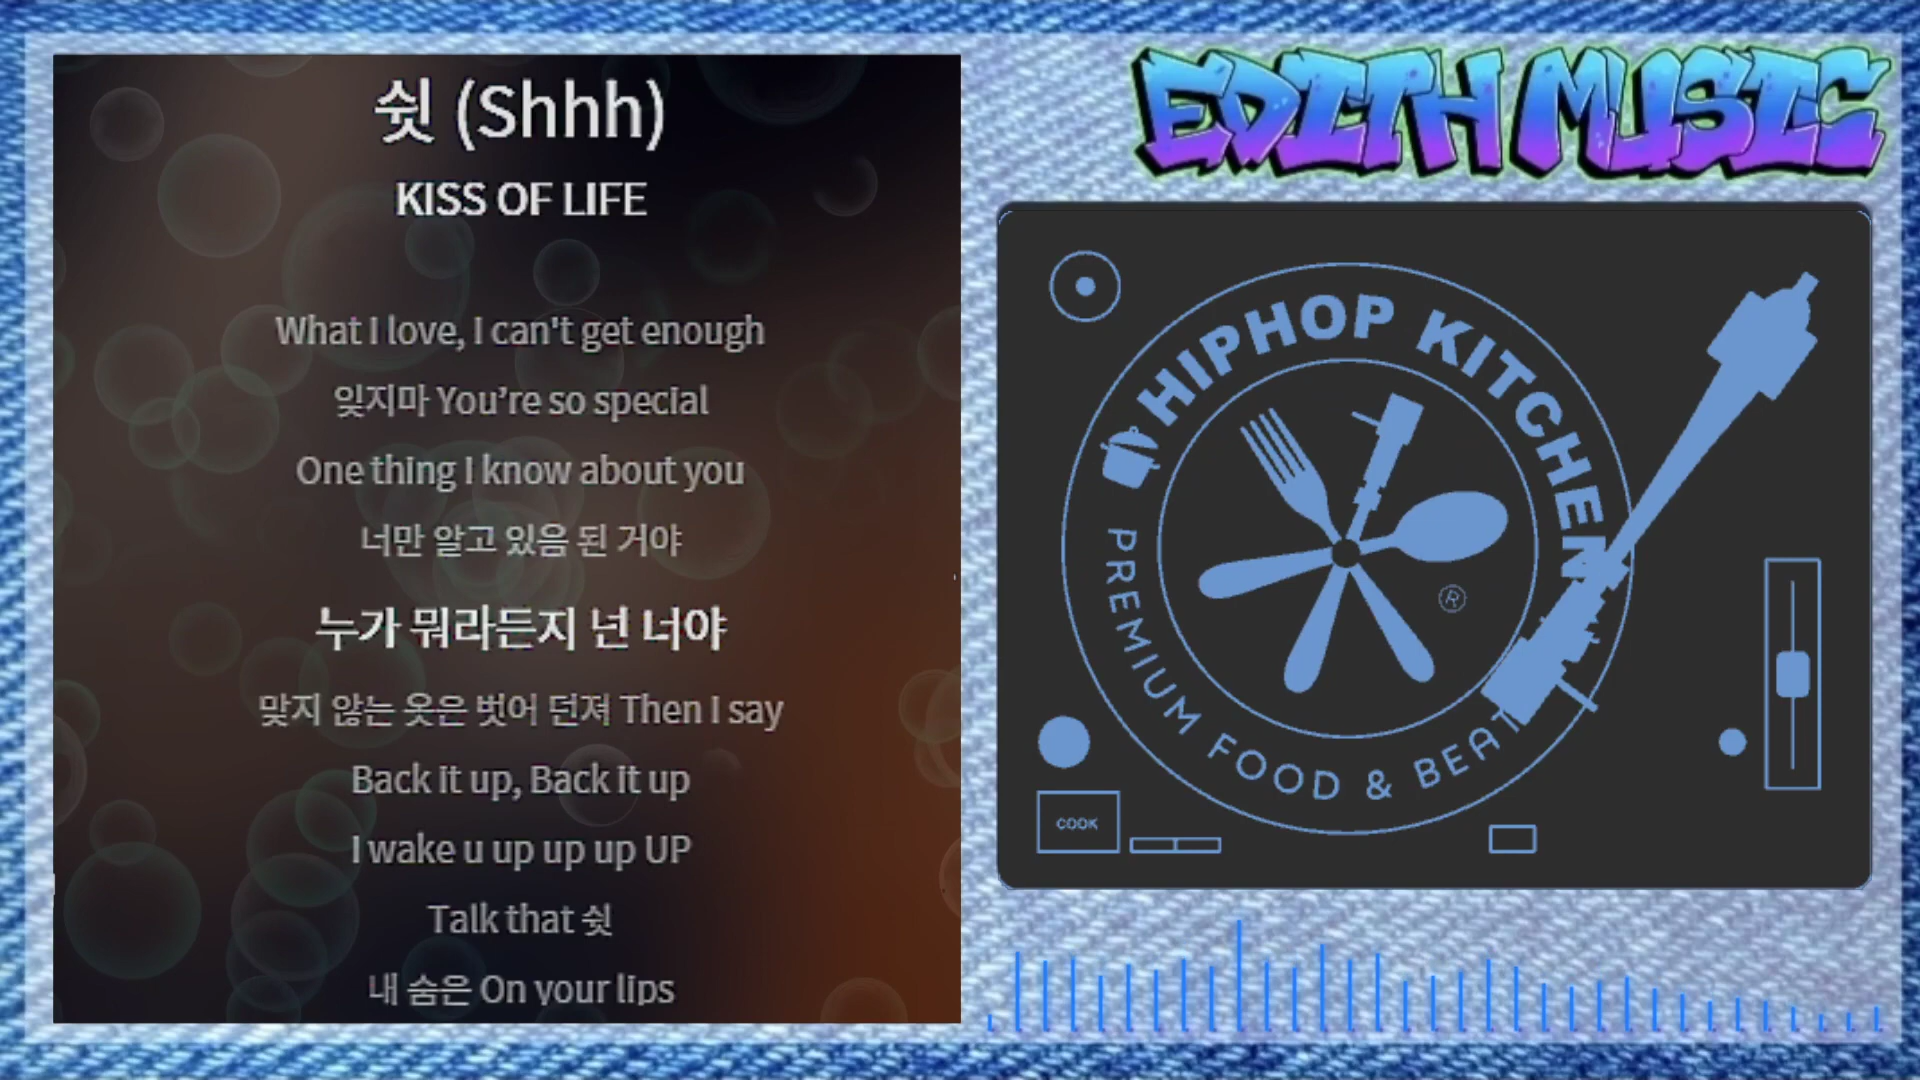 쉿 (Shhh)
KISS OF LIFE
What I love, I can't get enough
잊지마 You're so special
One thing I know about you
너만 알고 있음 된 거야
누가 뭐라든지 넌 너야
맞지 않는 옷은 벗어 던져 Then I say
Back it up, Back it up
I wake u up up up UP
Talk that 쉿
내 숨은 On your lips
EDITH MUSIC
HIPHOP KITCHEN
PREMIUM FOOD & BEAT
®
COOK